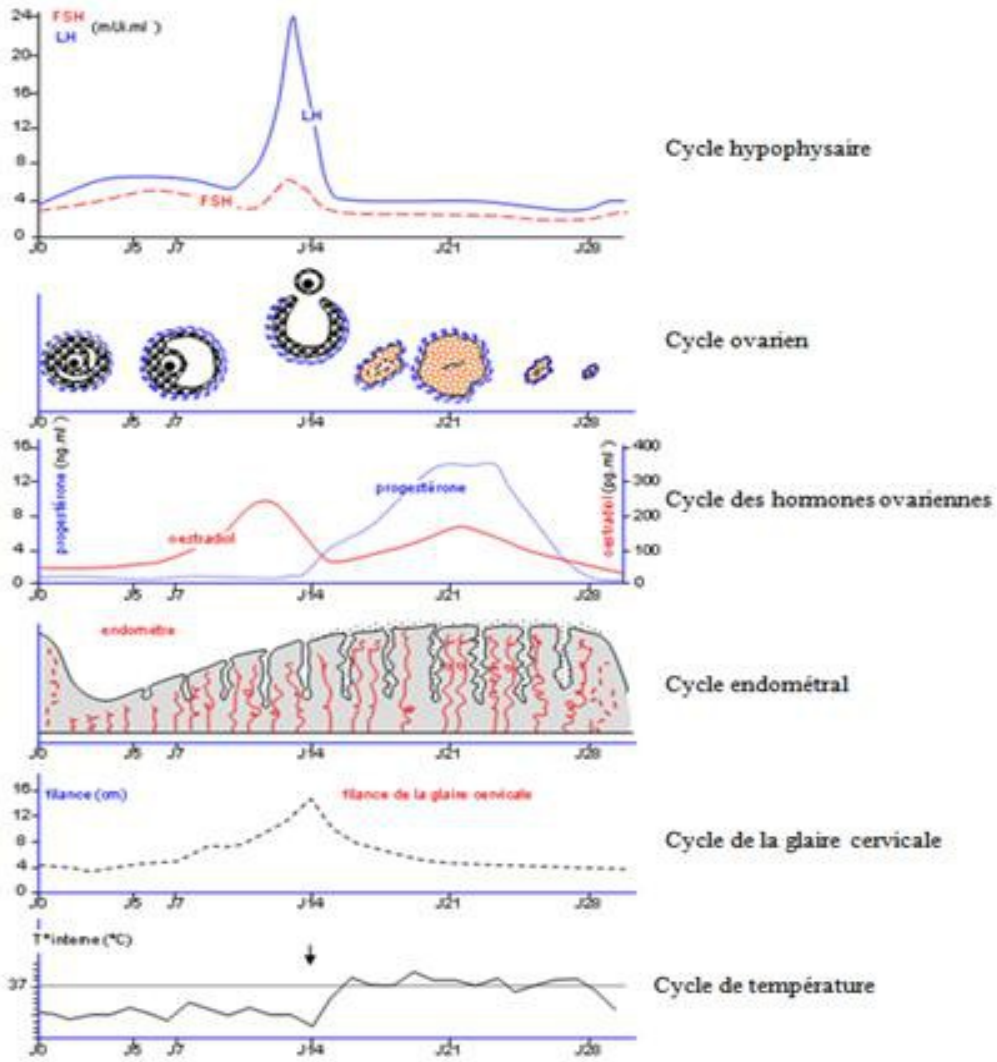 24
FSH
LH
(mUi.ml )
20
16
12
8
4
0
LH
FSH
J0
J5
J7
J14
J21
J28
Cycle hypophysaire
J0
J5
J7
J14
J21
J28
Cycle ovarien
16
12
8
4
0
progestérone (ng.ml )
oestradiol
progestérone
400
300
200
100
0
oestradiol (pg.ml )
J0
J5
J7
J14
J21
J28
Cycle des hormones ovariennes
endomètre
J0
J5
J7
J14
J21
J28
Cycle endométral
16
12
8
4
0
filance (cm)
filance de la glaire cervicale
J0
J5
J7
J14
J21
J28
Cycle de la glaire cervicale
T°interne (°C)
37
J0
J5
J7
J14
J21
J28
Cycle de température